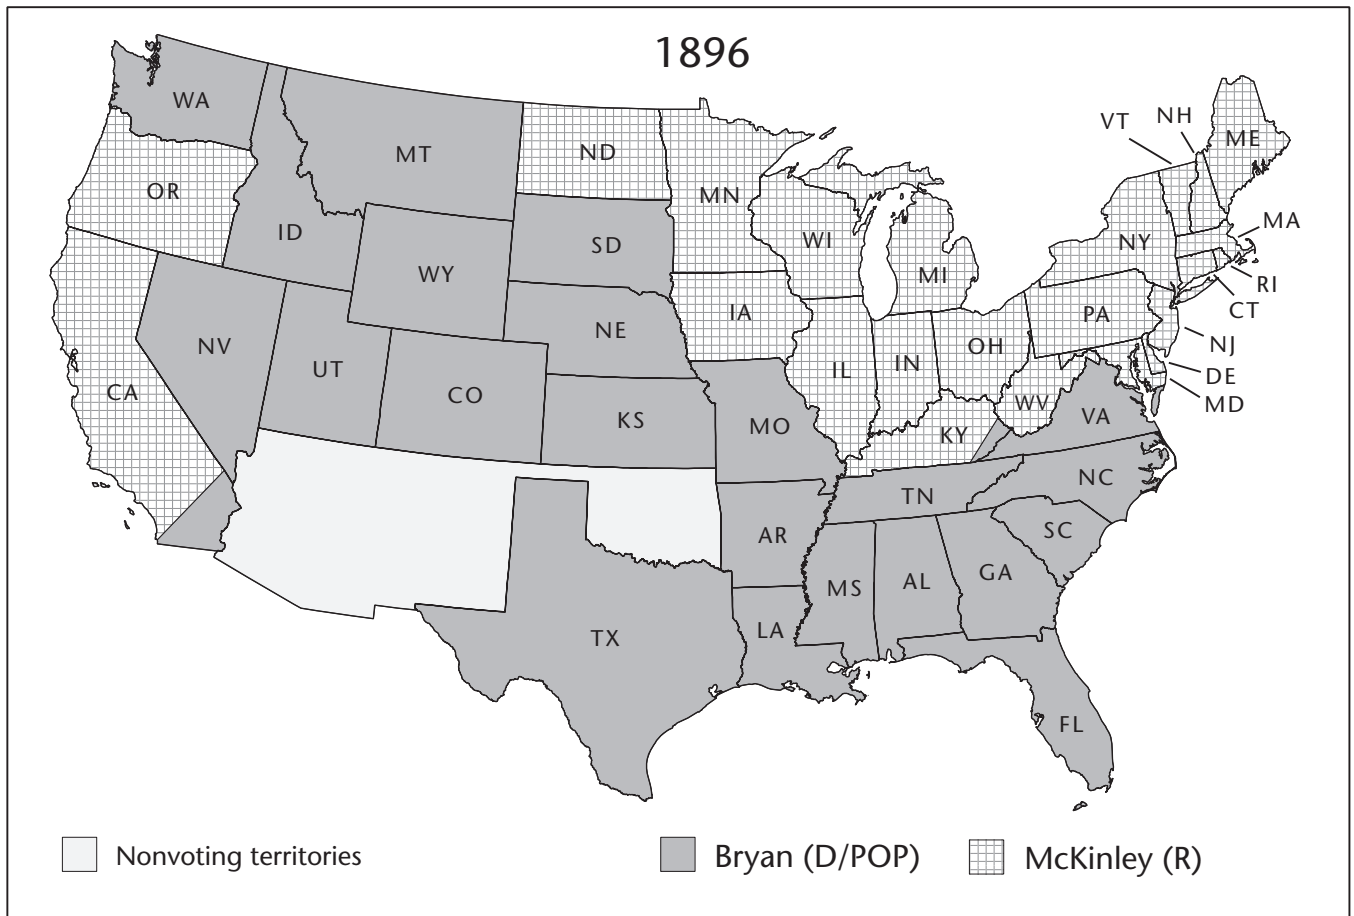 1896
WA
MT
ND
MN
VT
NH
ME
OR
ID
SD
WI
MI
NY
MA
RI
WY
NE
IA
PA
CT
NV
UT
CO
KS
MO
IL
IN
OH
NJ
DE
MD
CA
WV
VA
KY
TN
NC
AR
SC
MS
AL
GA
LA
TX
FL
Nonvoting territories
Bryan (D/POP)
McKinley (R)